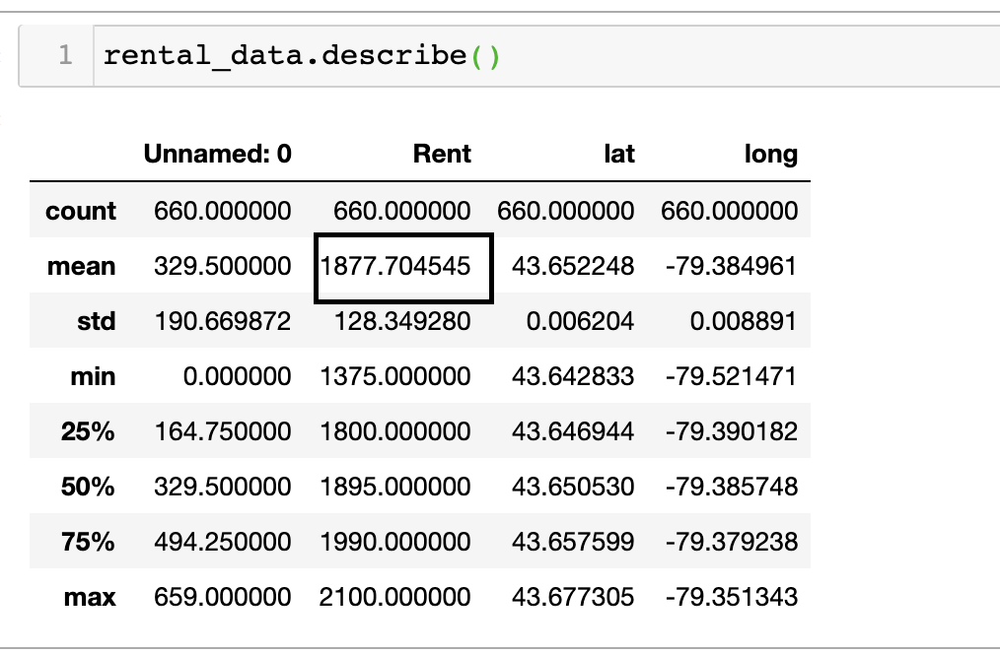 1 rental_data.describe()
Unnamed: 0 Rent lat long
count 660.000000 660.000000 660.000000 660.000000
mean 329.500000 1877.704545 43.652248 -79.384961
std 190.669872 128.349280 0.006204 0.008891
min 0.000000 1375.000000 43.642833 -79.521471
25% 164.750000 1800.000000 43.646944 -79.390182
50% 329.500000 1895.000000 43.650530 -79.385748
75% 494.250000 1990.000000 43.657599 -79.379238
max 659.000000 2100.000000 43.677305 -79.351343